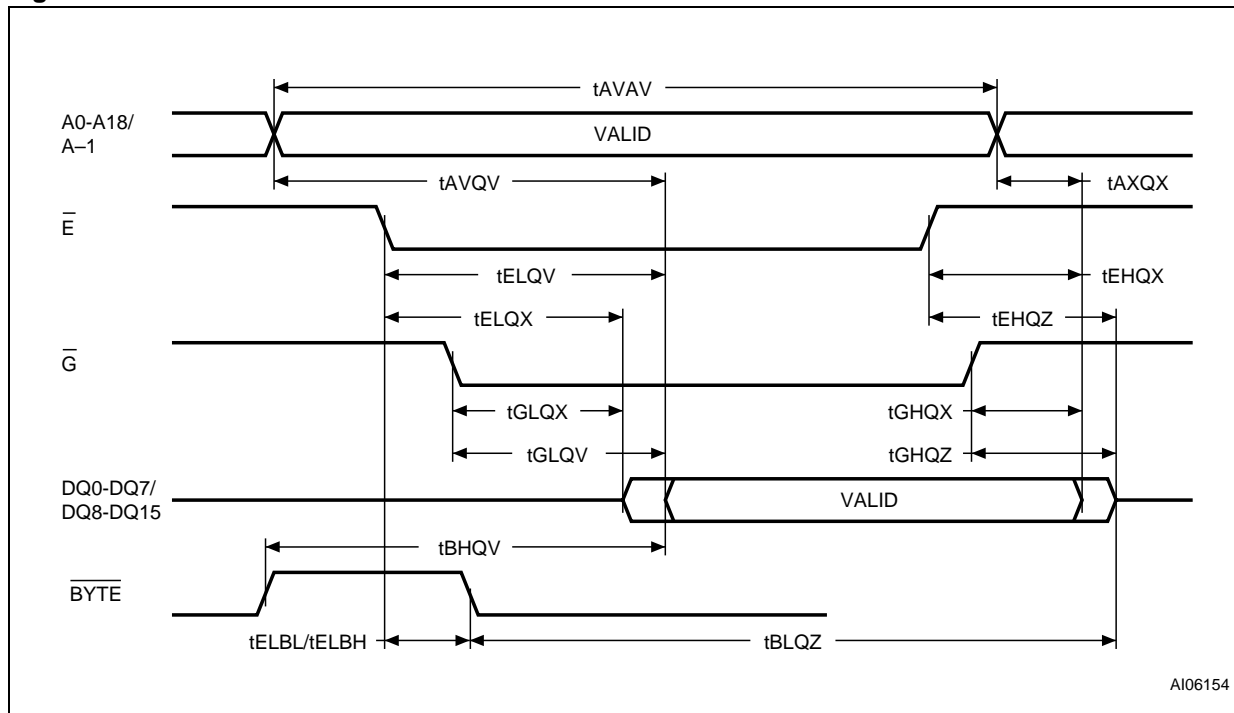 tAVAV
A0-A18/
A–1
VALID
tAVQV
tAXQX
E
tELQV
tEHQX
tELQX
tEHQZ
G
tGLQX
tGHQX
tGLQV
tGHQZ
DQ0-DQ7/
DQ8-DQ15
VALID
tBHQV
BYTE
tELBL/tELBH
tBLQZ
AI06154